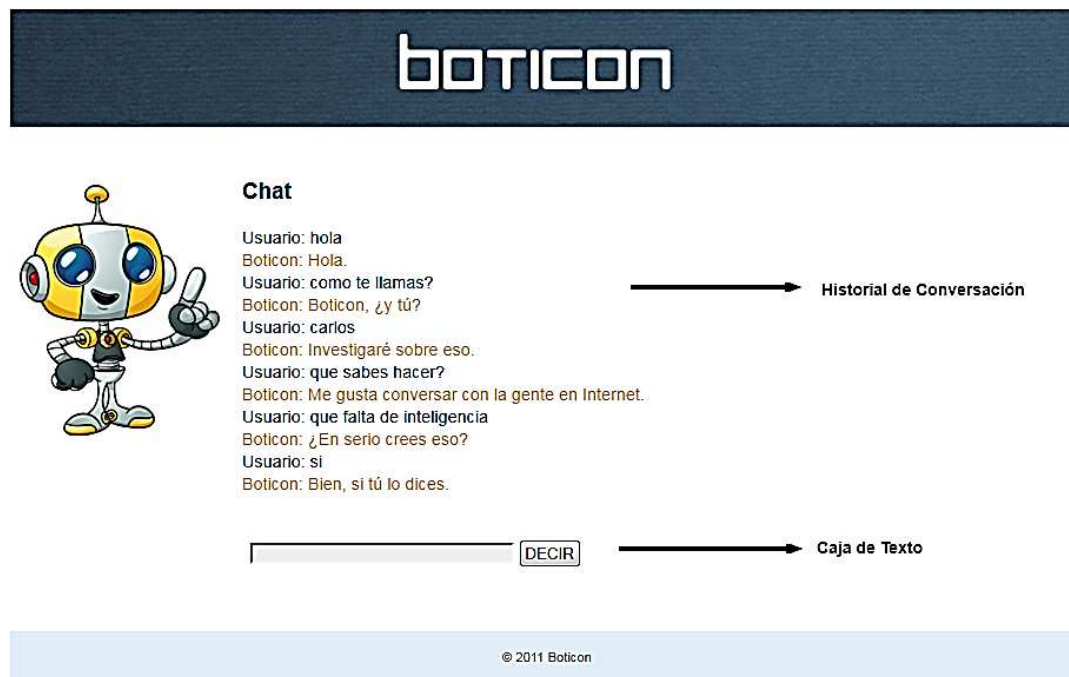 boticon
Chat
Usuario: hola
Boticon: Hola.
Usuario: como te llamas?
Boticon: Boticon, ¿y tú?
Usuario: carlos
Boticon: Investigaré sobre eso.
Usuario: que sabes hacer?
Boticon: Me gusta conversar con la gente en Internet.
Usuario: que falta de inteligencia
Boticon: ¿En serio crees eso?
Usuario: si
Boticon: Bien, si tú lo dices.
Historial de Conversación
DECIR
Caja de Texto
© 2011 Boticon